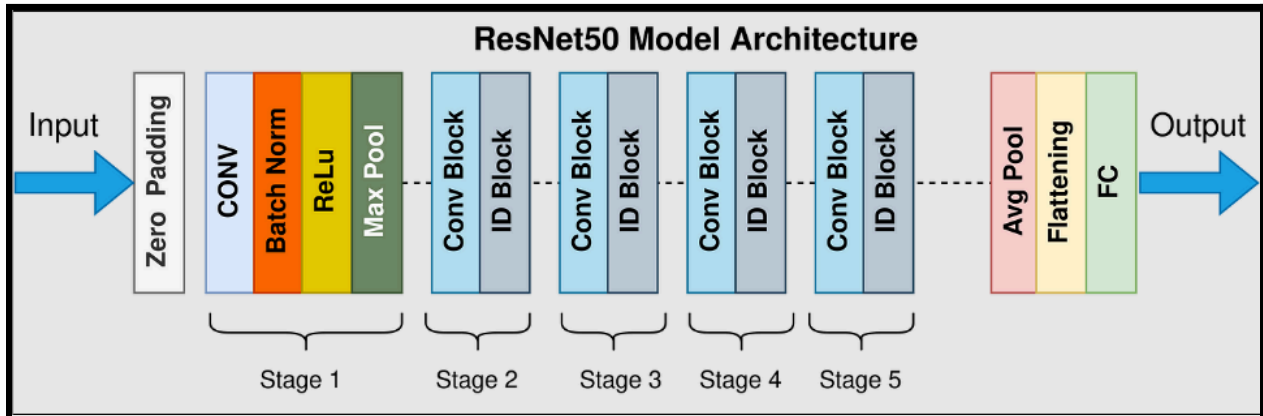 ResNet50 Model Architecture
Input
Zero Padding
CONV
Batch Norm
ReLu
Max Pool
Conv Block
ID Block
Conv Block
ID Block
Conv Block
ID Block
Conv Block
ID Block
Avg Pool
Flattening
FC
Output
Stage 1
Stage 2
Stage 3
Stage 4
Stage 5